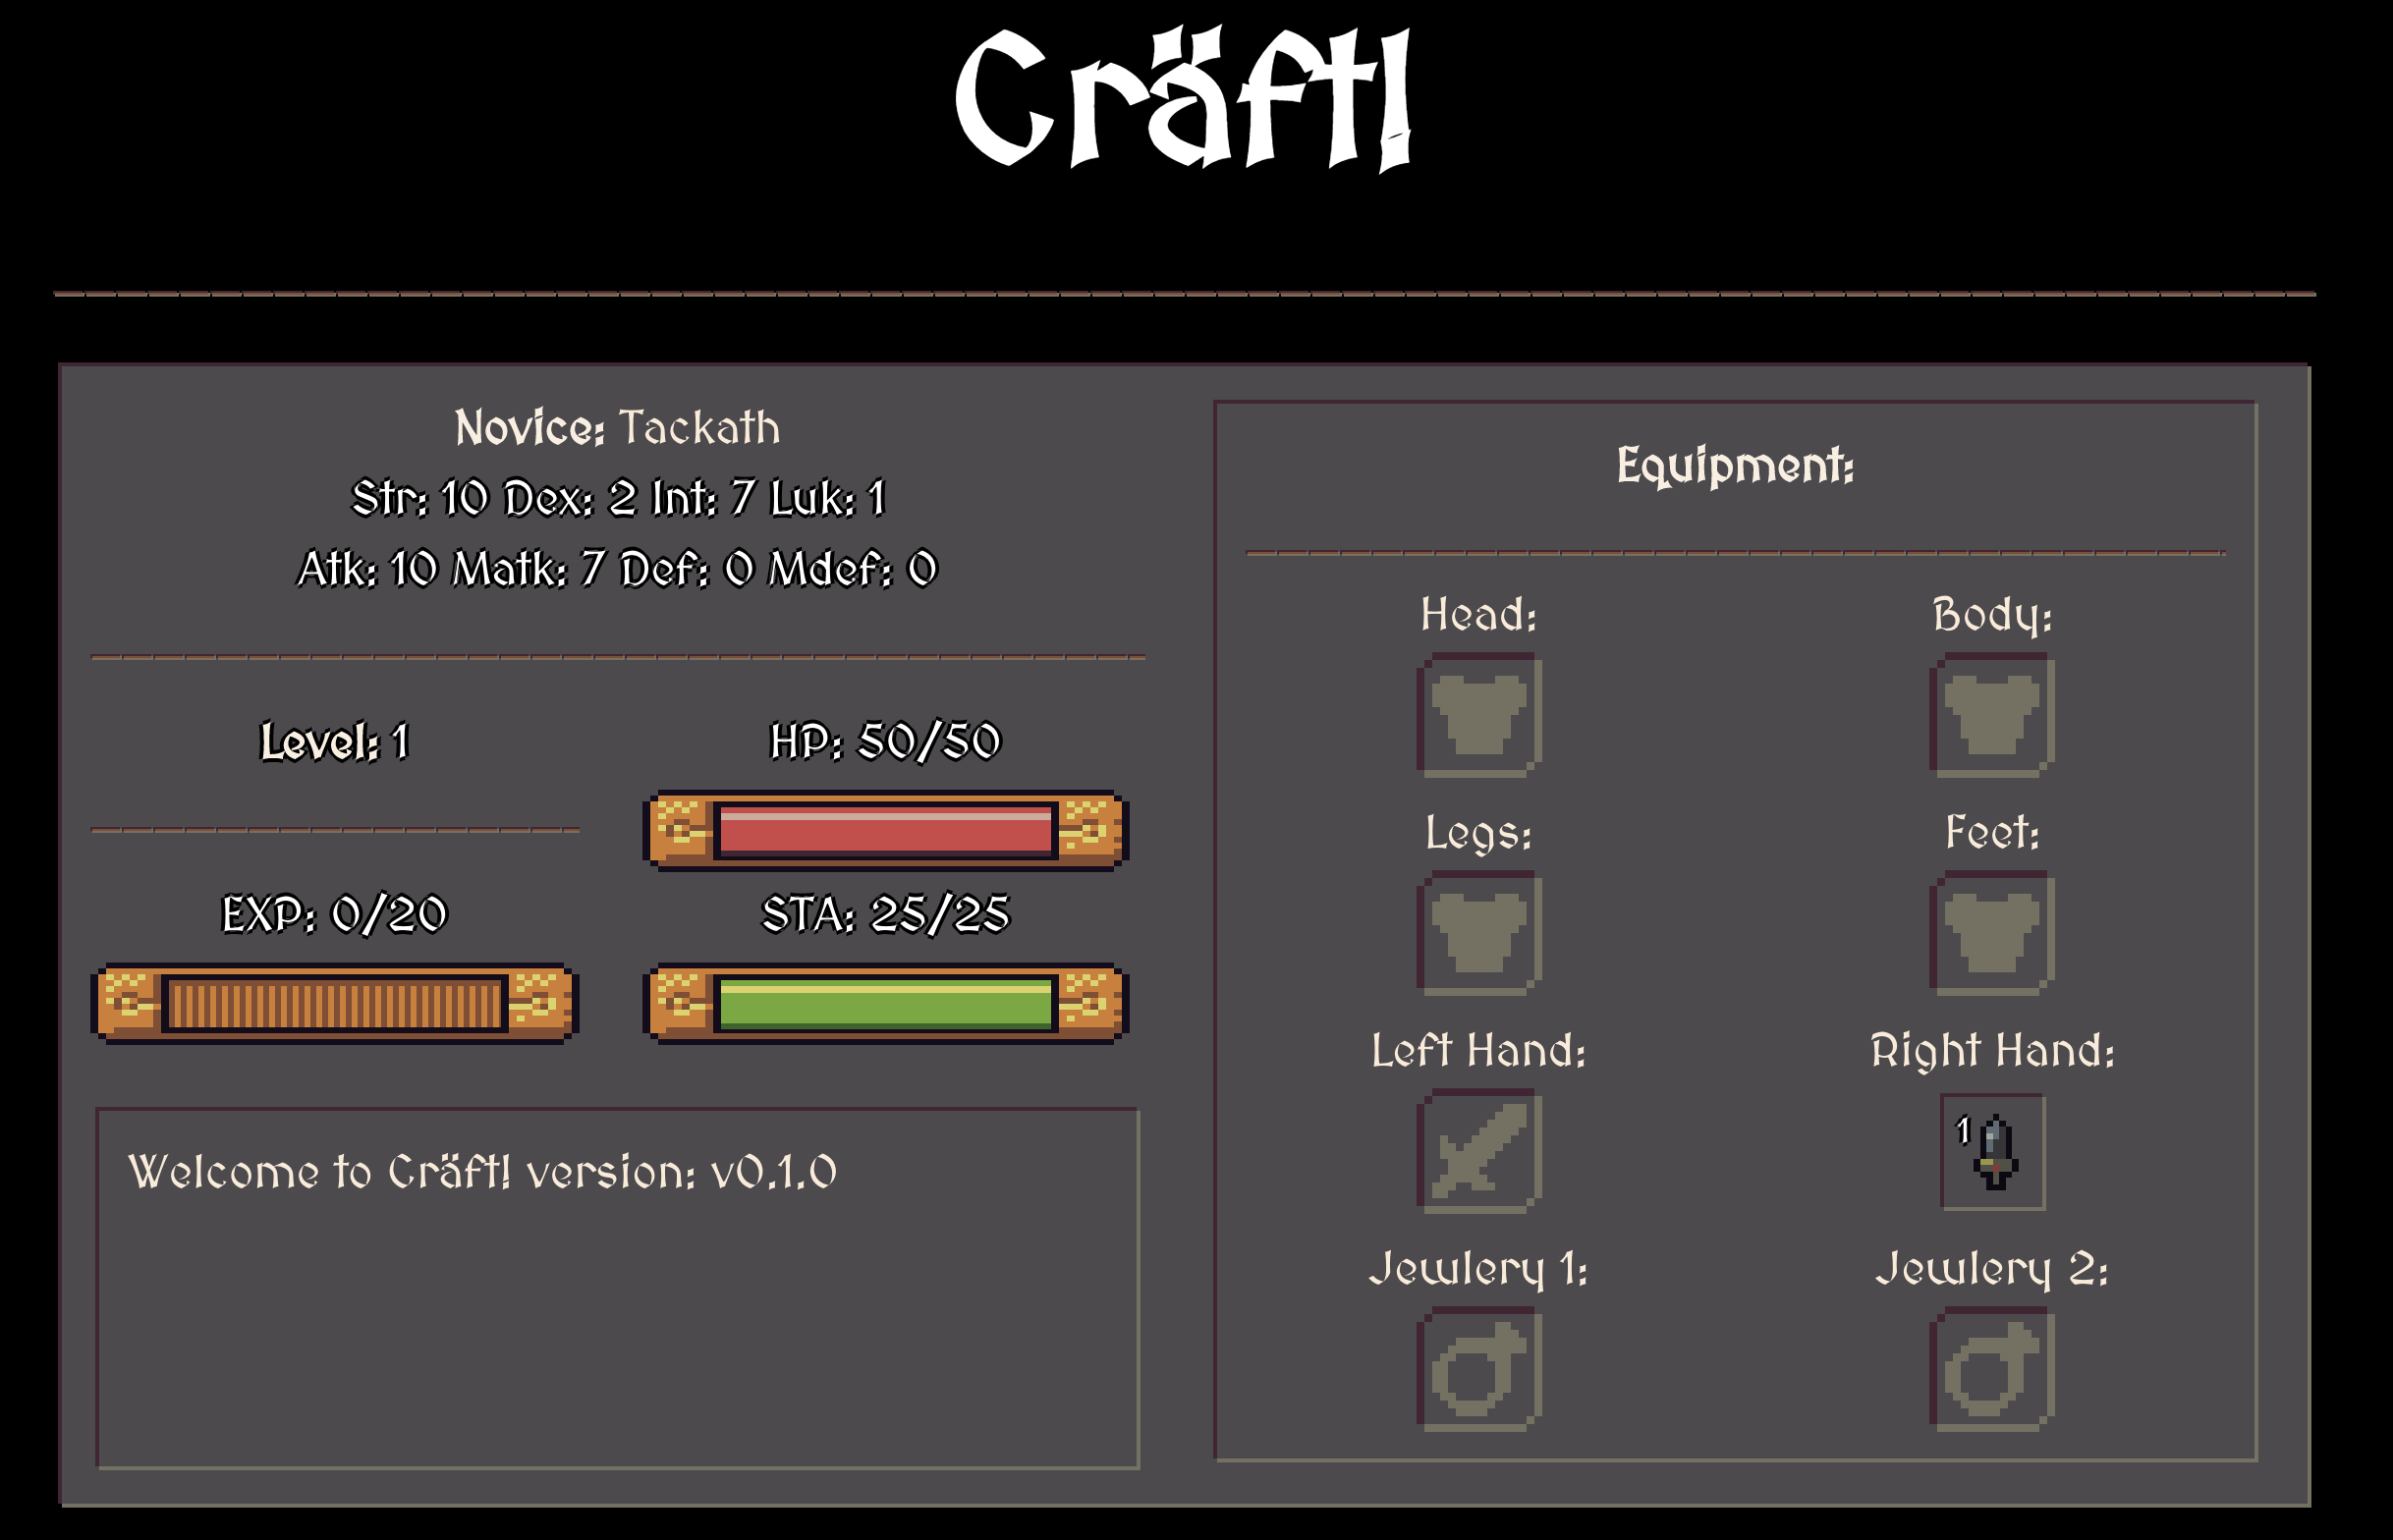 Cräft!
Novice: Tackath
Str: 10 Dex: 2 Int: 7 Luk: 1
Atk: 10 Matk: 7 Def: 0 Mdef: 0
Level: 1
HP: 50/50
EXP: 0/20
STA: 25/25
Welcome to Cräft! version: v0.1.0
Equipment:
Head:
Body:
Legs:
Feet:
Left Hand:
Right Hand:
1
Jewlery 1:
Jewlery 2: